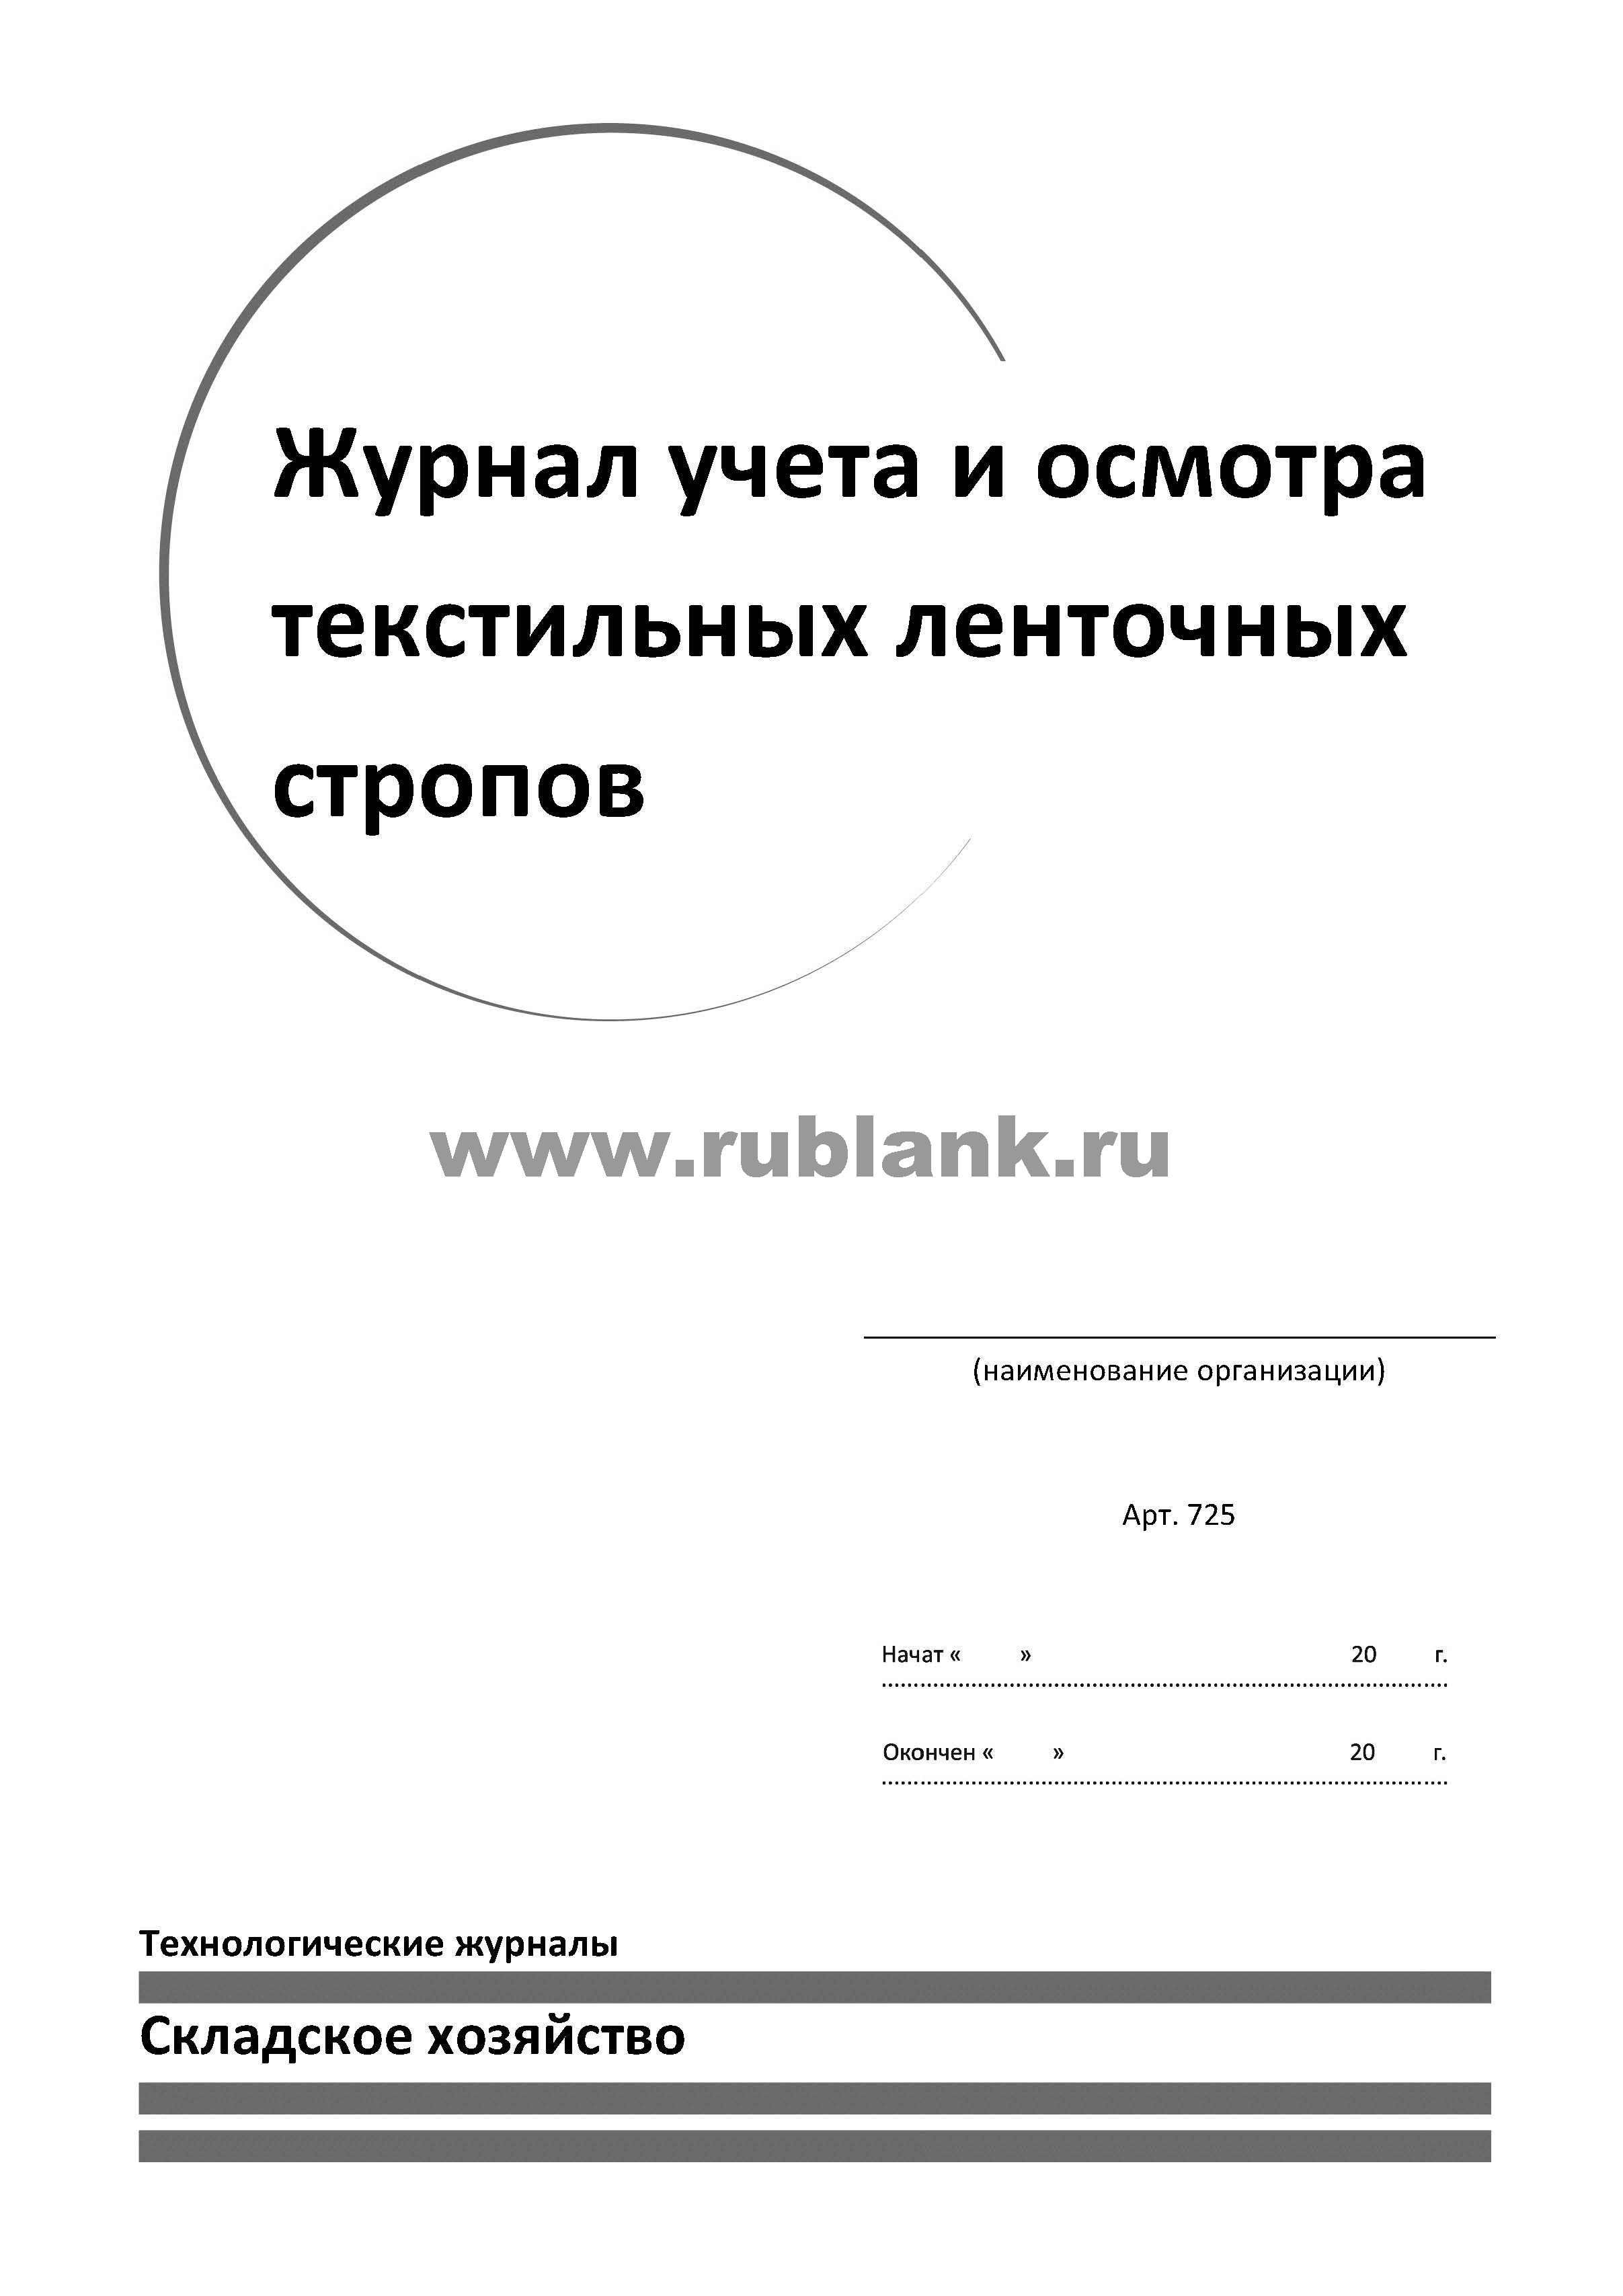 Журнал учета и осмотра
текстильных ленточных
стропов
www.rublank.ru
(наименование организации)
Арт. 725
Начат « » 20 г.
Окончен « » 20 г.
Технологические журналы
Складское хозяйство